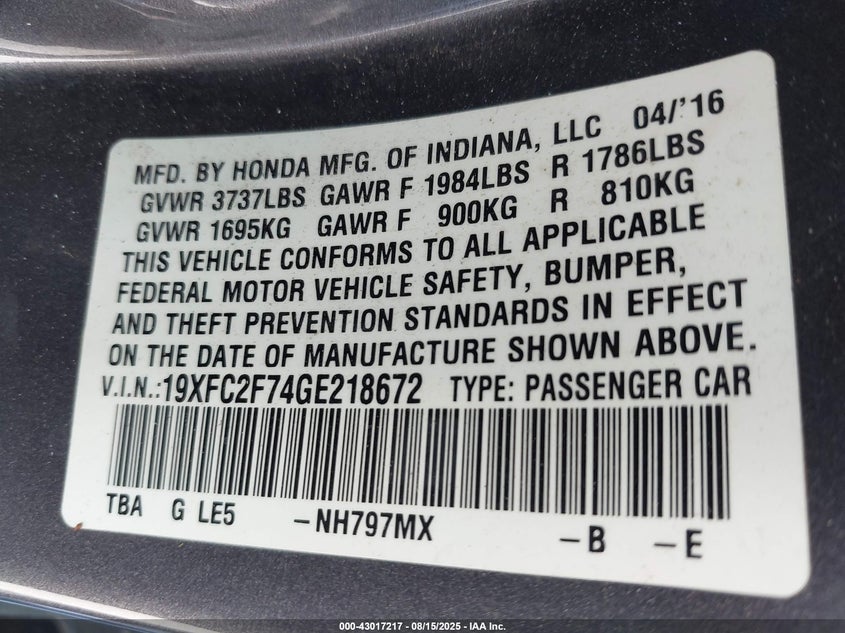 MFD. BY HONDA MFG. OF INDIANA, LLC 04/'16
GVWR 3737LBS GAWR F 1984LBS R 1786LBS
GVWR 1695KG GAWR F 900KG R 810KG
THIS VEHICLE CONFORMS TO ALL APPLICABLE
FEDERAL MOTOR VEHICLE SAFETY, BUMPER,
AND THEFT PREVENTION STANDARDS IN EFFECT
ON THE DATE OF MANUFACTURE SHOWN ABOVE.
V.I.N.:19XFC2F74GE218672 TYPE: PASSENGER CAR
TBA G LE5 -NH797MX -B -E
000-43017217 - 08/15/2025 - IAA Inc.